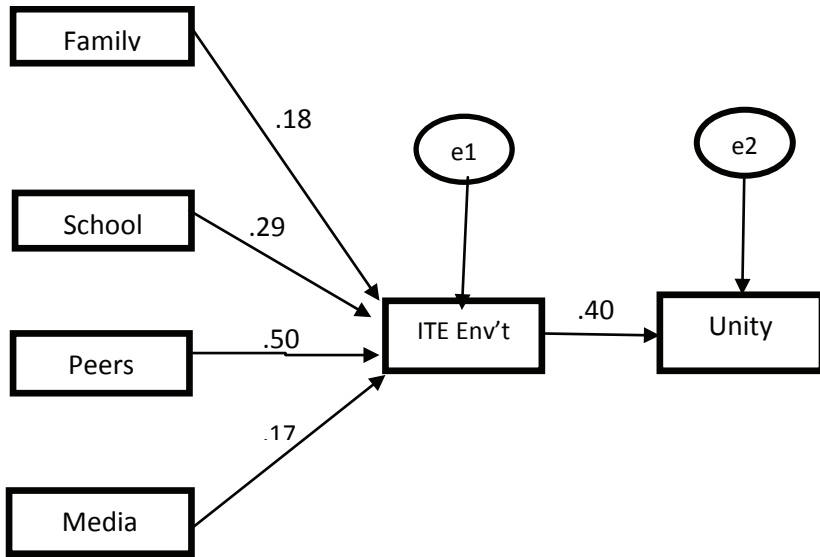 Family
.18
e1
e2
School
.29
ITE Env’t
.40
Unity
Peers
.50
.17
Media